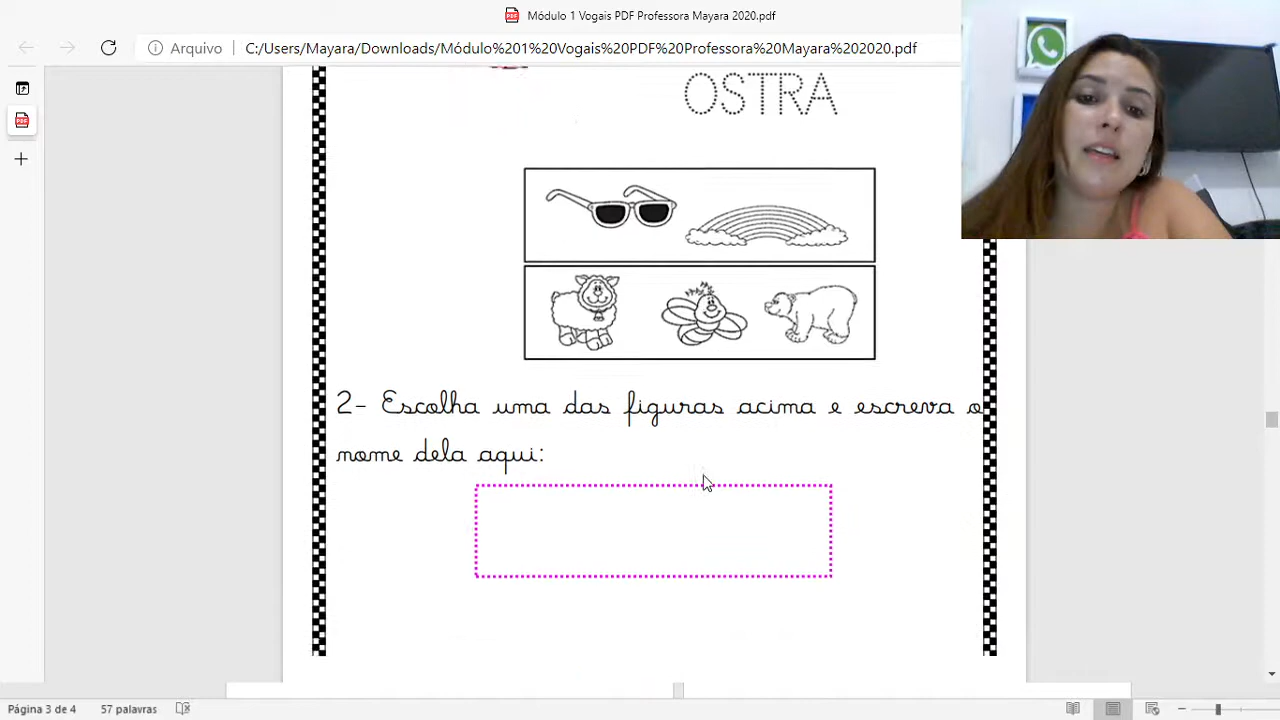 Módulo 1 Vogais PDF Professora Mayara 2020.pdf
Arquivo
C:/Users/Mayara/Downloads/Módulo%201%20Vogais%20PDF%20Professora%20Mayara%202020.pdf
OSTRA
2- Escolha uma das figuras acima e escreva o
nome dela aqui:
Página 3 de 4
57 palavras